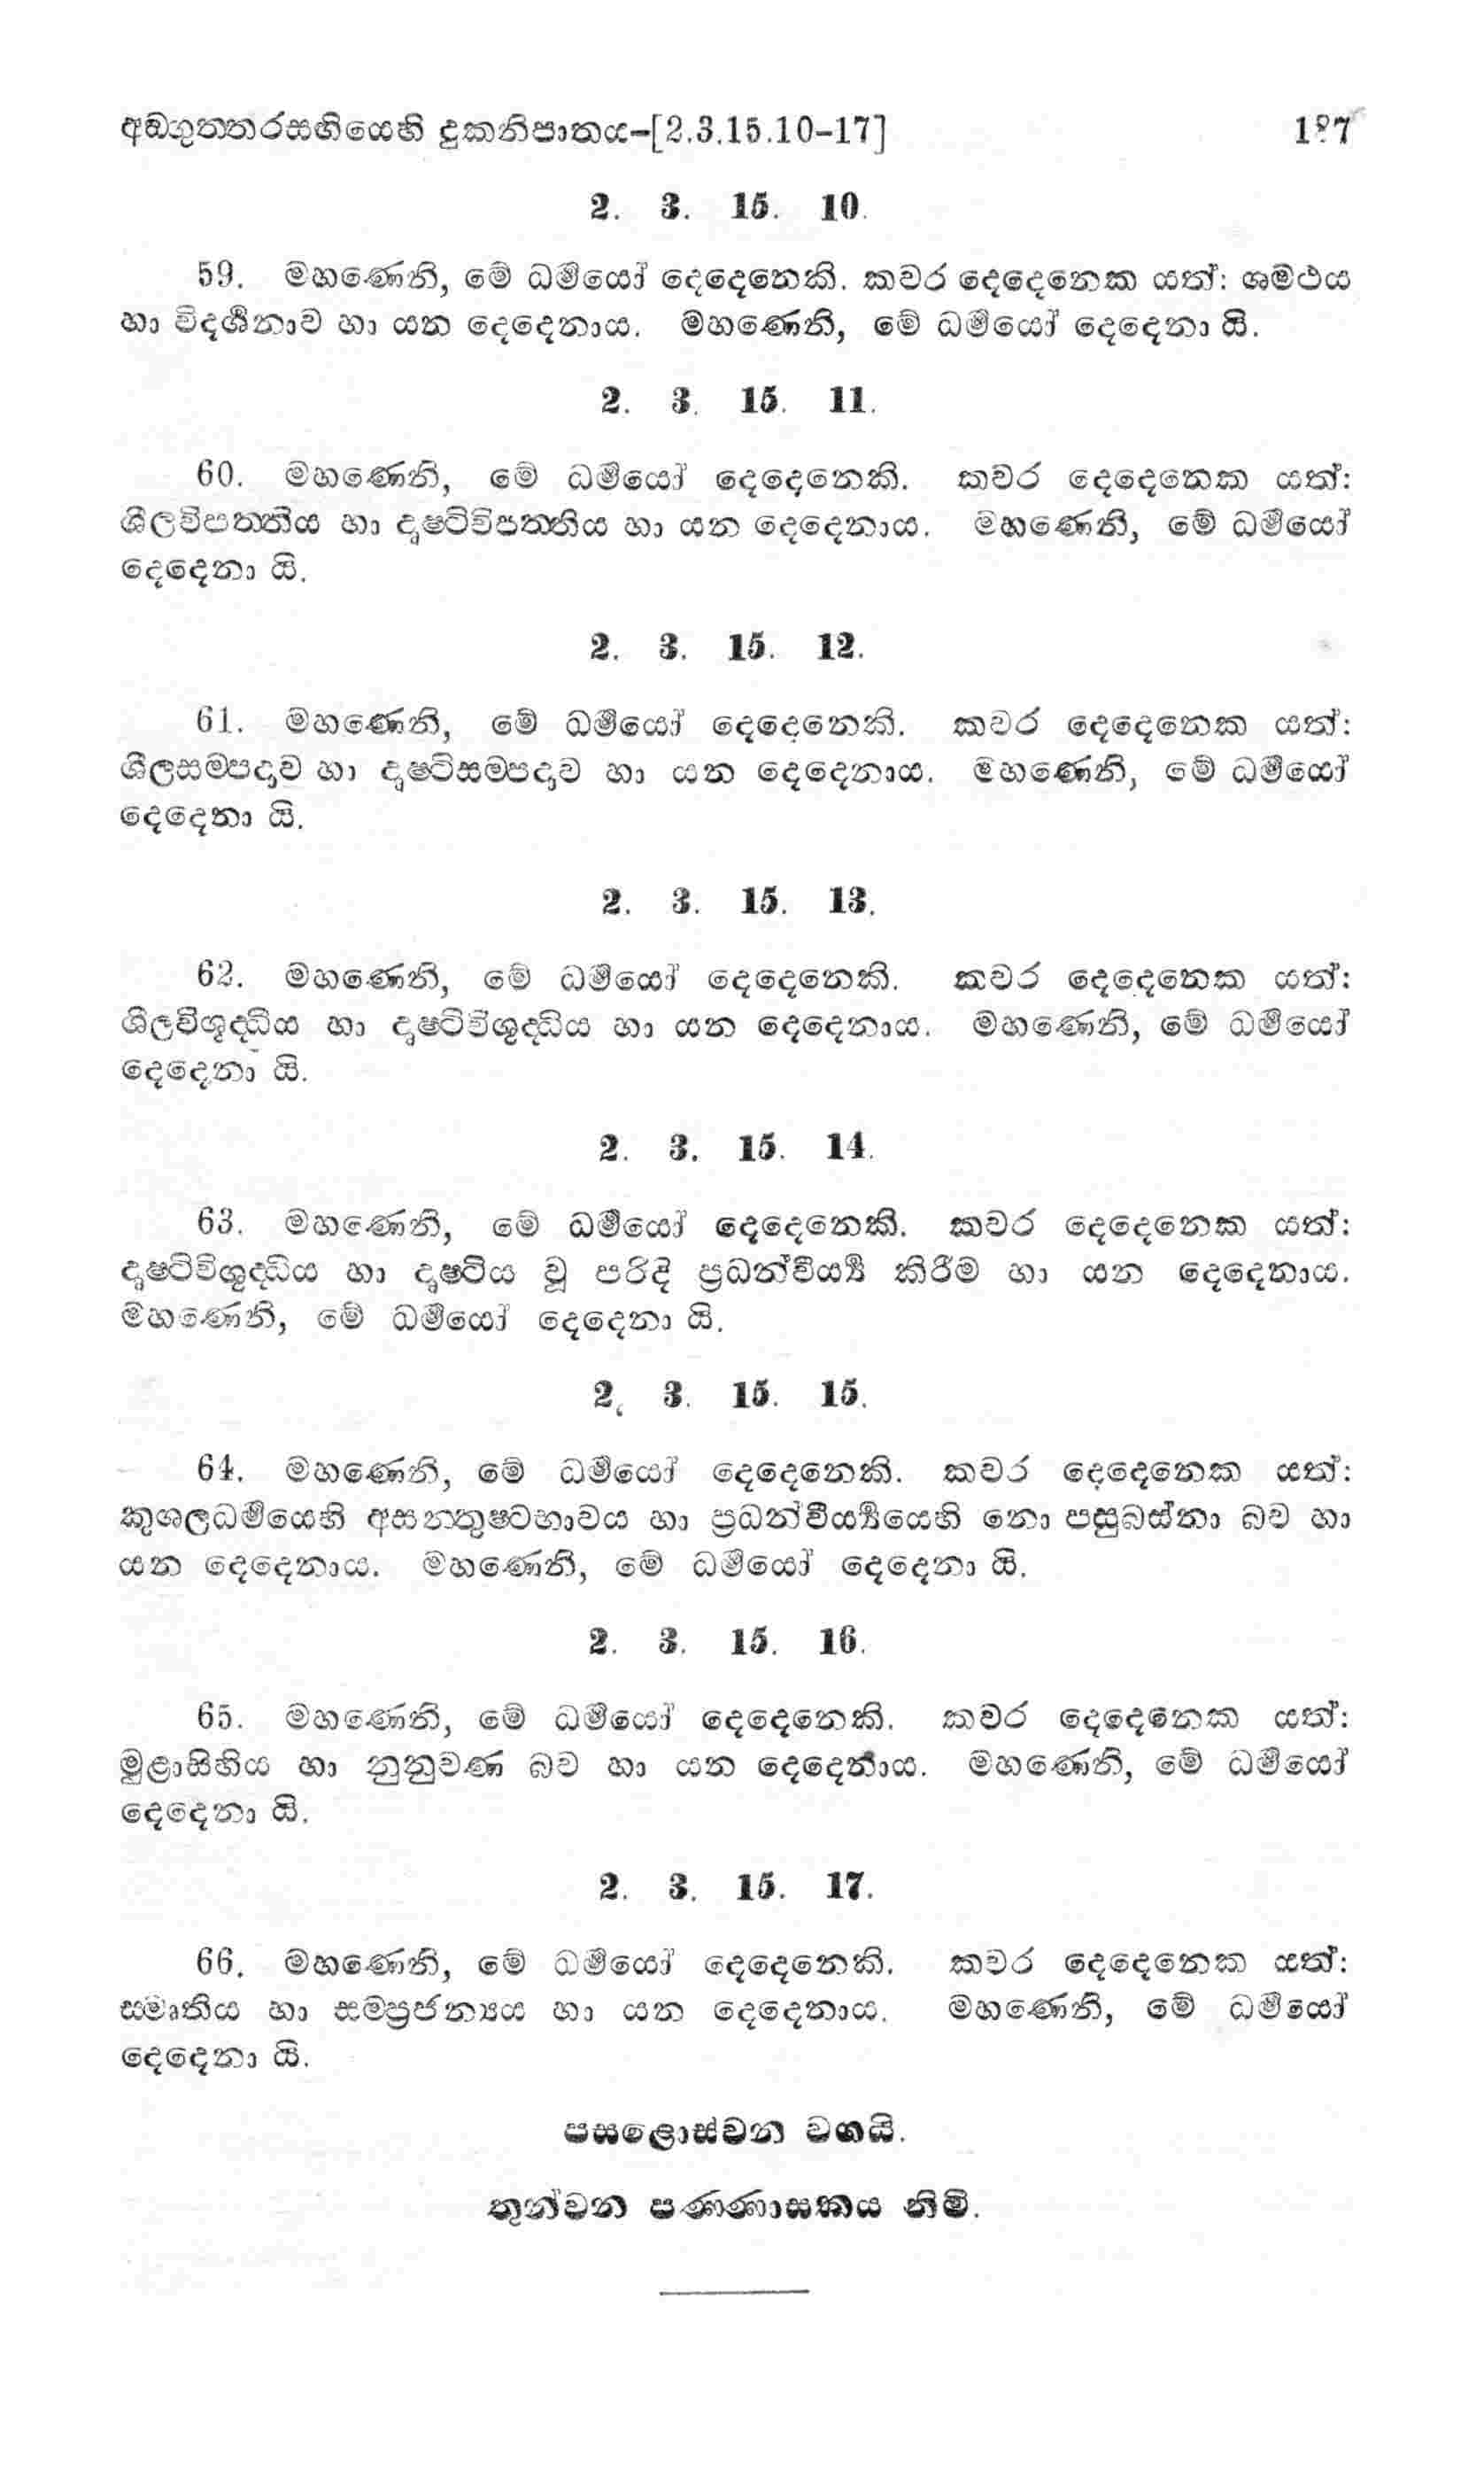 අඞ්ගුත්තරසඟියෙහි දුකනිපාතය-[2.3.15.10-17]
2. 3. 15. 10.
59. මහණෙනි, මේ ධර්‍මයෝ දෙදෙනෙකි. කවර දෙදෙනෙක යත්: ශමථය
හා විදර්‍ශනාව හා යන දෙදෙනාය. මහණෙනි, මේ ධර්‍මයෝ දෙදෙනා යි.
2. 3. 15. 11.
60. මහණෙනි, මේ ධර්‍මයෝ දෙදෙනෙකි. කවර දෙදෙනෙක යත්:
ශීලවිපත්තිය හා දෘෂ්ටිවිපත්තිය හා යන දෙදෙනාය. මහණෙනි, මේ ධර්‍මයෝ
දෙදෙනා යි.
2. 3. 15. 12.
61. මහණෙනි, මේ ධර්‍මයෝ දෙදෙනෙකි. කවර දෙදෙනෙක යත්:
ශීලසම්පදාව හා දෘෂ්ටිසම්පදාව හා යන දෙදෙනාය. මහණෙනි, මේ ධර්‍මයෝ
දෙදෙනා යි.
2. 3. 15. 13.
62. මහණෙනි, මේ ධර්‍මයෝ දෙදෙනෙකි. කවර දෙදෙනෙක යත්:
ශීලවිශුද්ධිය හා දෘෂ්ටිවිශුද්ධිය හා යන දෙදෙනාය. මහණෙනි, මේ ධර්‍මයෝ
දෙදෙනා යි.
2. 3. 15. 14.
63. මහණෙනි, මේ ධර්‍මයෝ දෙදෙනෙකි. කවර දෙදෙනෙක යත්:
දෘෂ්ටිවිශුද්ධිය හා දෘෂ්ටිය වූ පරිදි ප්‍රධන්වීර්‍ය්‍ය කිරීම හා යන දෙදෙනාය.
මහණෙනි, මේ ධර්‍මයෝ දෙදෙනා යි.
2. 3. 15. 15.
64. මහණෙනි, මේ ධර්‍මයෝ දෙදෙනෙකි. කවර දෙදෙනෙක යත්:
කුශලධර්‍මයෙහි අසන්තුෂ්ටභාවය හා ප්‍රධන්වීර්‍ය්‍යයෙහි නො පසුබස්නා බව හා
යන දෙදෙනාය. මහණෙනි, මේ ධර්‍මයෝ දෙදෙනා යි.
2. 3. 15. 16.
65. මහණෙනි, මේ ධර්‍මයෝ දෙදෙනෙකි. කවර දෙදෙනෙක යත්:
මුළාසිහිය හා නුනුවණ බව හා යන දෙදෙනාය. මහණෙනි, මේ ධර්‍මයෝ
දෙදෙනා යි.
2. 3. 15. 17.
66. මහණෙනි, මේ ධර්‍මයෝ දෙදෙනෙකි. කවර දෙදෙනෙක යත්:
ස්මෘතිය හා සම්ප්‍රජන්‍යය හා යන දෙදෙනාය. මහණෙනි, මේ ධර්‍මයෝ
දෙදෙනා යි.
පසළොස්වන වගයි.
තුන්වන පණ්ණාසකය නිමි.